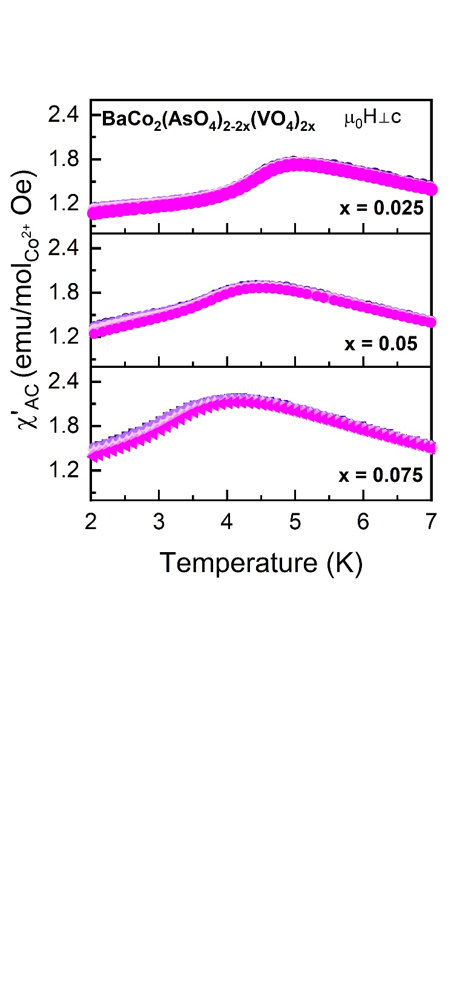 BaCo₂(AsO₄)₂₋₂ₓ(VO₄)₂ₓ μ₀H⊥c
2.4
1.8
1.2
x = 0.025
2.4
1.8
1.2
x = 0.05
2.4
1.8
1.2
x = 0.075
χ'AC (emu/molCo²⁺ Oe)
2 3 4 5 6 7
Temperature (K)